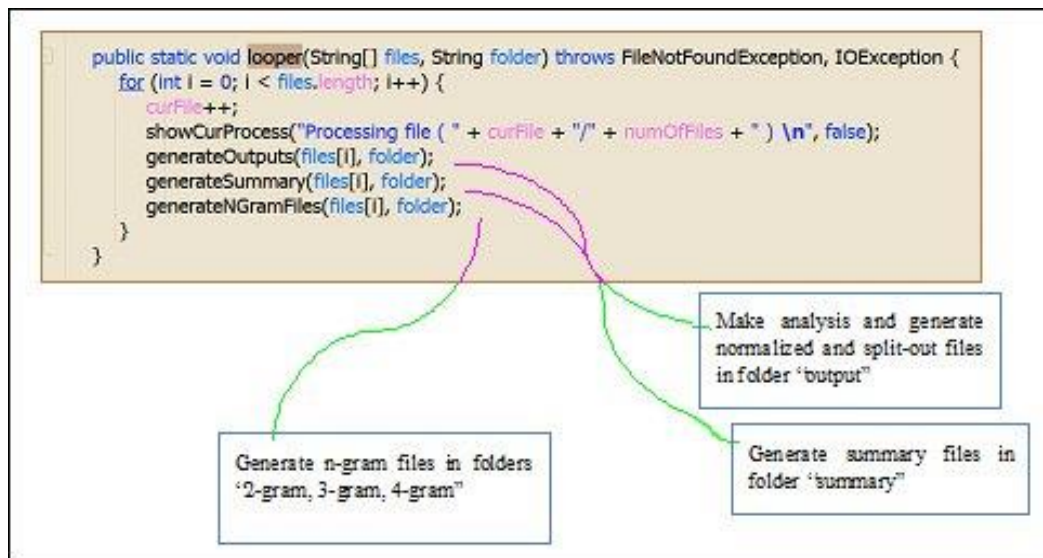 public static void looper(String[] files, String folder) throws FileNotFoundException, IOException {
for (int i = 0; i < files.length; i++) {
curFile++;
showCurProcess("Processing file ( " + curFile + "/" + numOfFiles + " ) \n", false);
generateOutputs(files[i], folder);
generateSummary(files[i], folder);
generateNGramFiles(files[i], folder);
}
}
Make analysis and generate
normalized and split-out files
in folder “output”
Generate summary files in
folder “summary”
Generate n-gram files in folders
“2-gram, 3-gram, 4-gram”